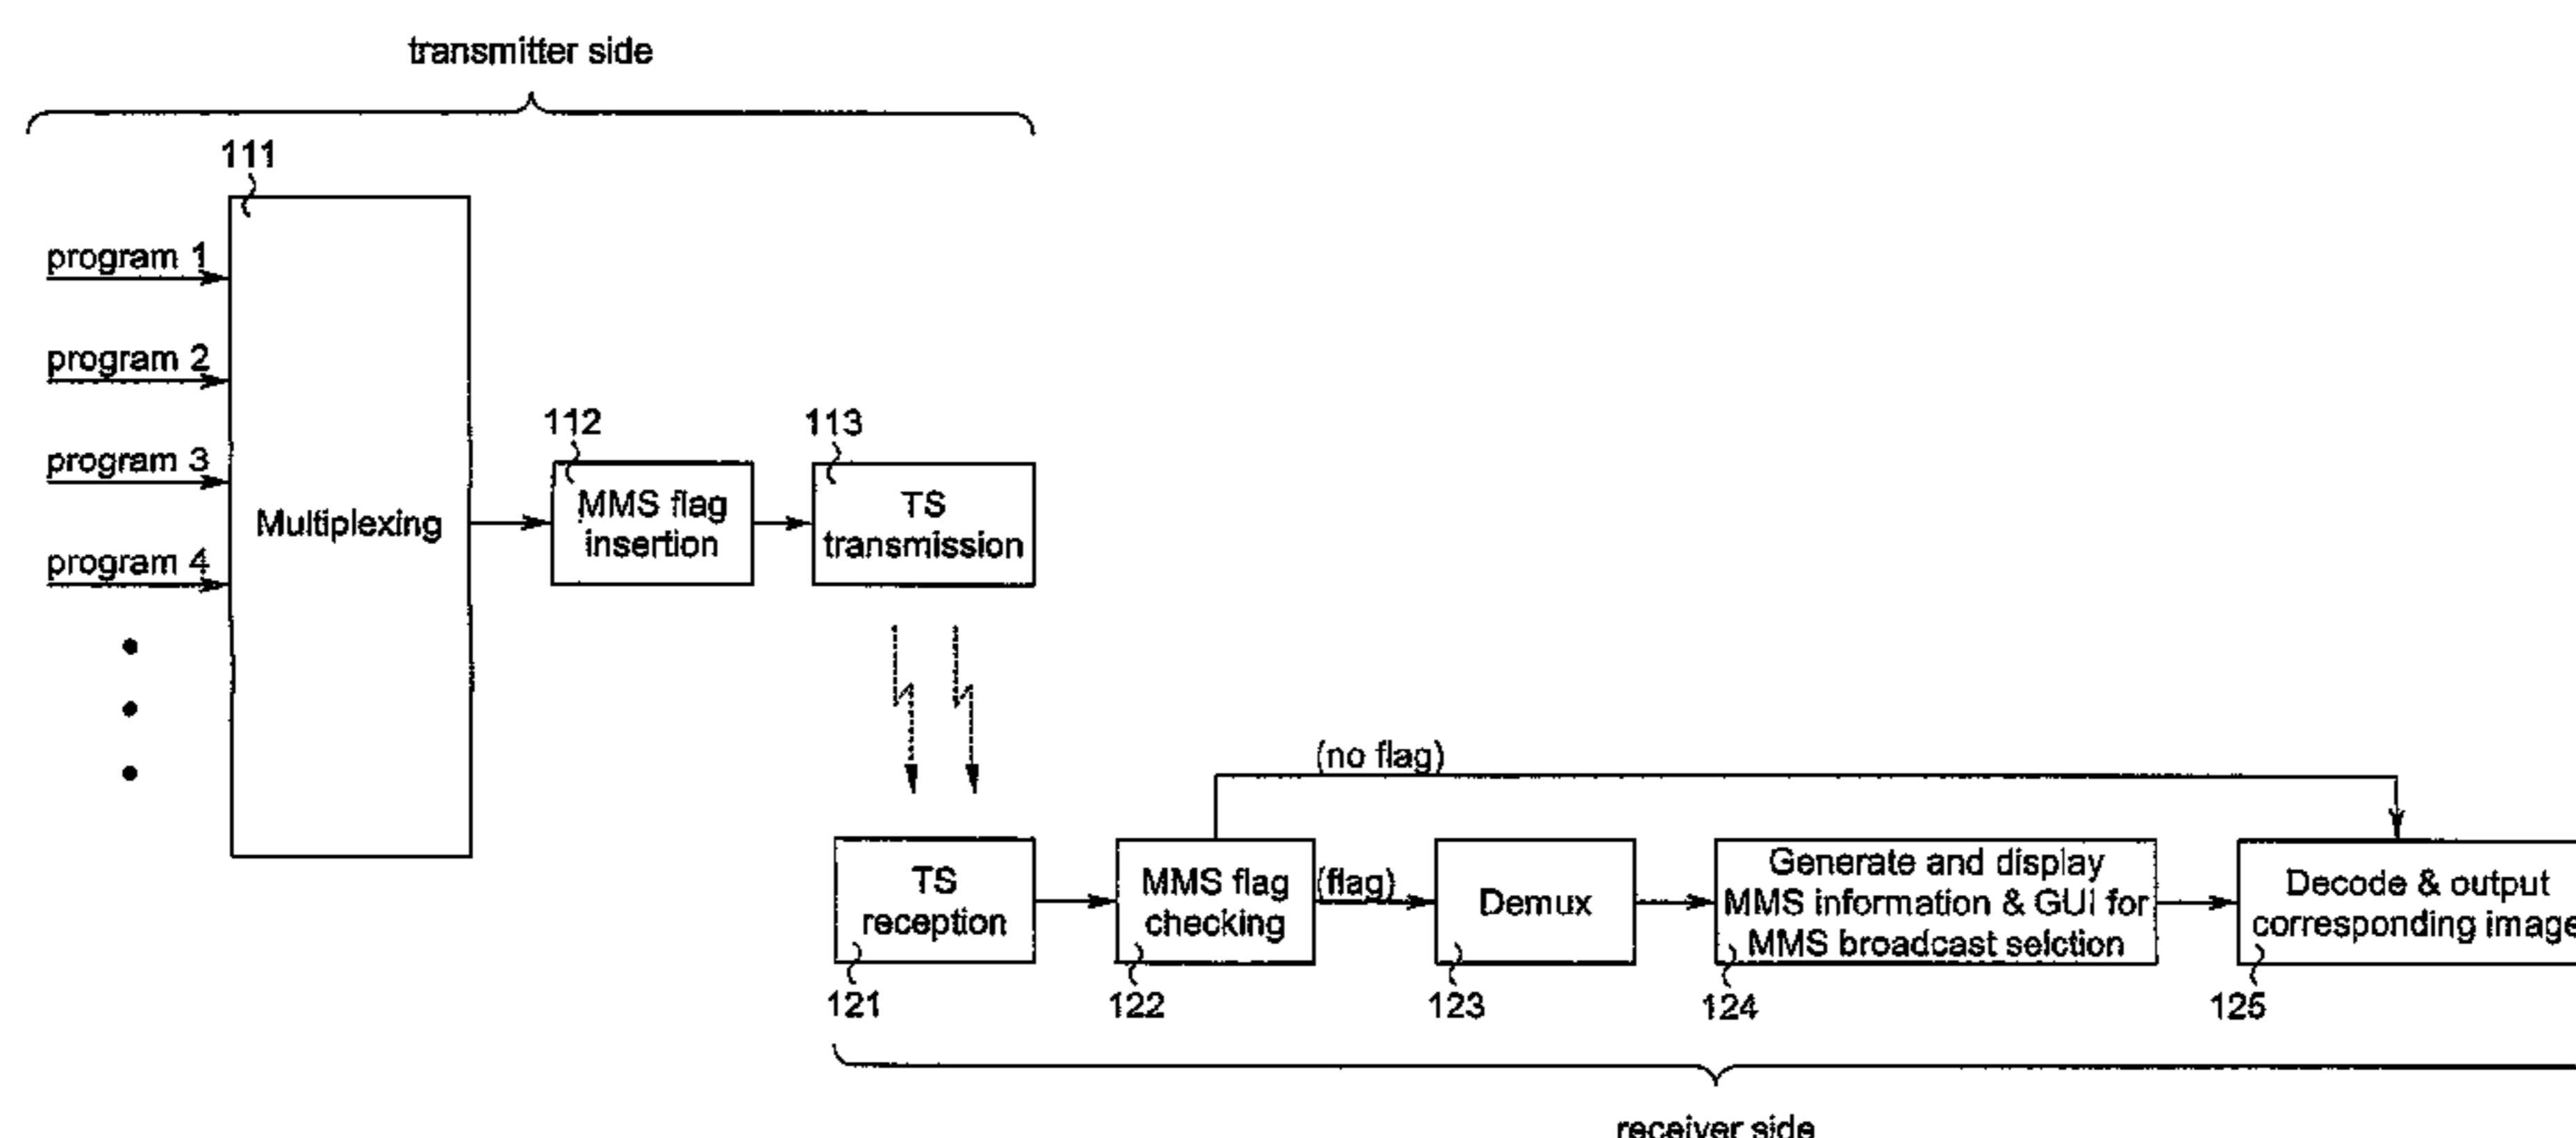 transmitter side
111
program 1
program 2
program 3
program 4
Multiplexing
112
MMS flag
insertion
113
TS
transmission
(no flag)
TS
reception
121
MMS flag
checking
122
(flag)
Demux
123
Generate and display
MMS information & GUI for
MMS broadcast selction
124
Decode & output
corresponding image
125
receiver side